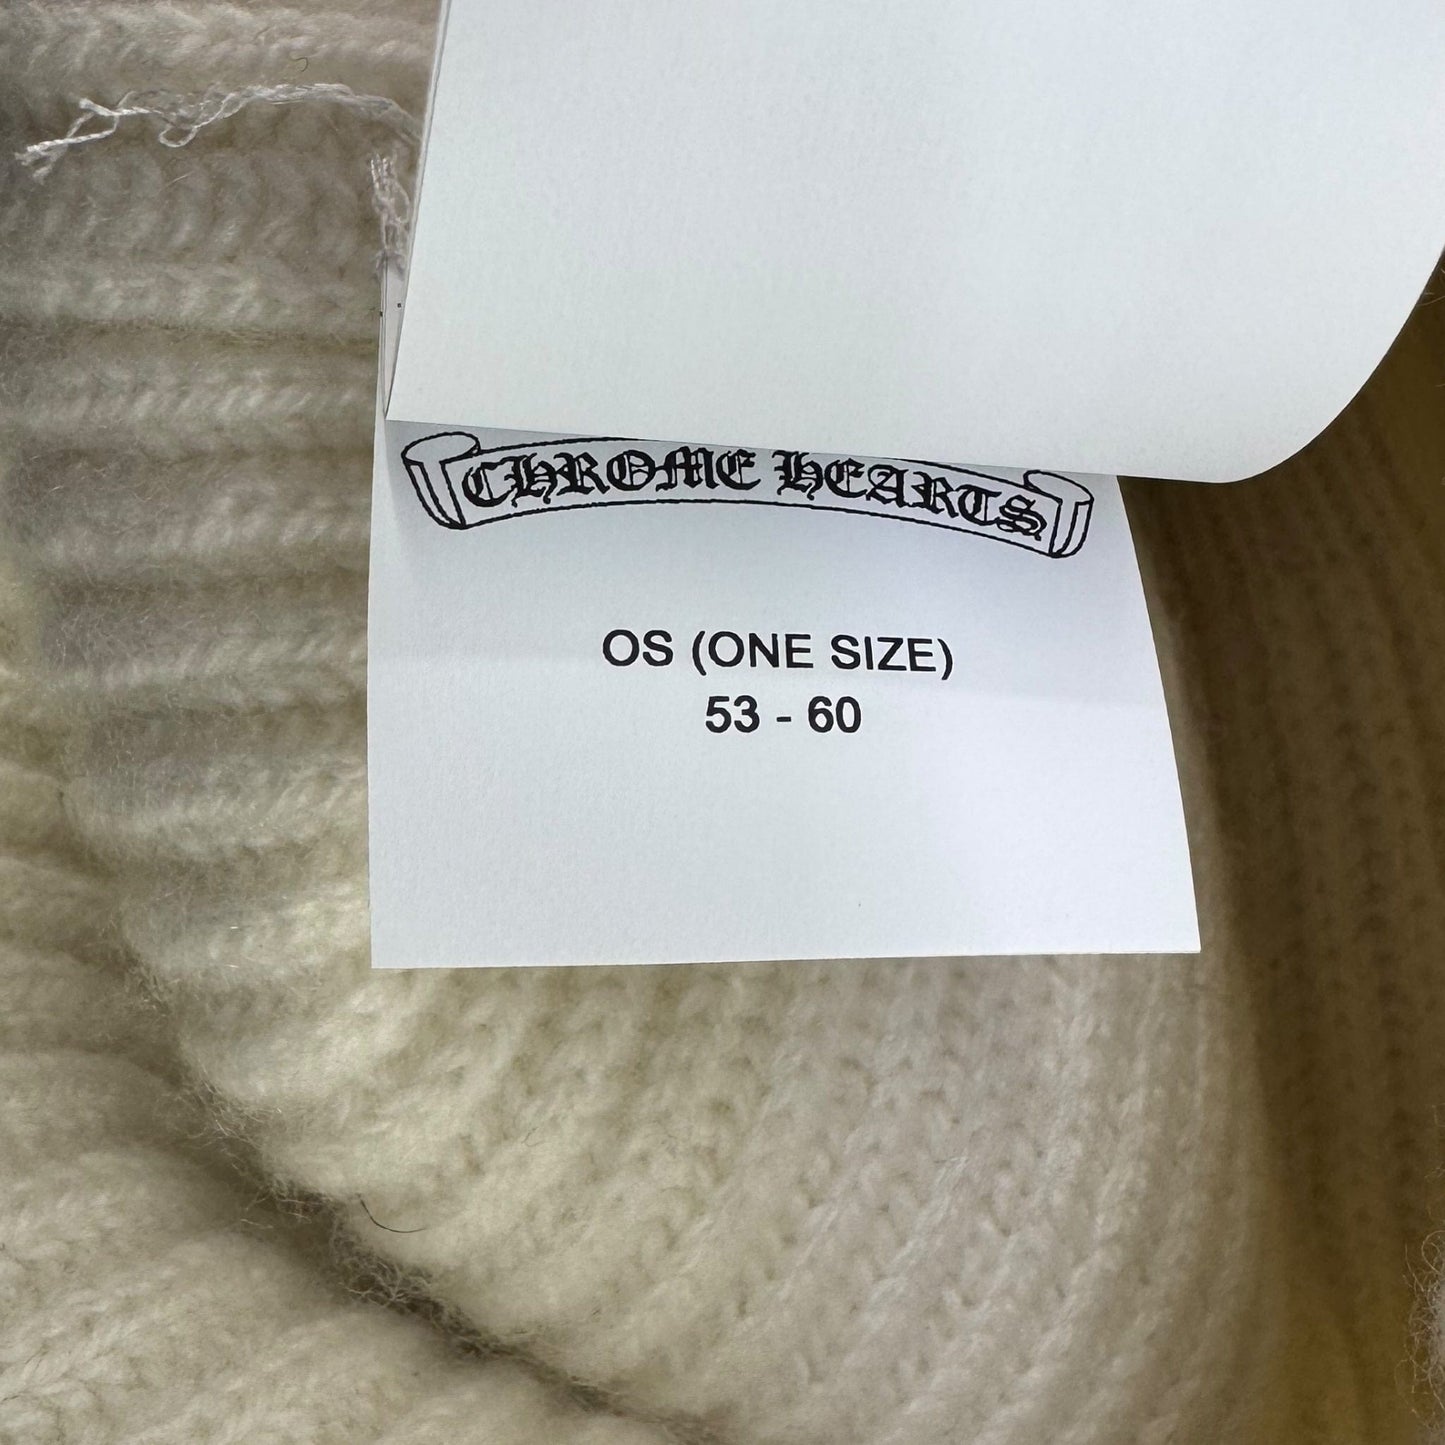 CHROME HEARTS
OS (ONE SIZE)
53 - 60